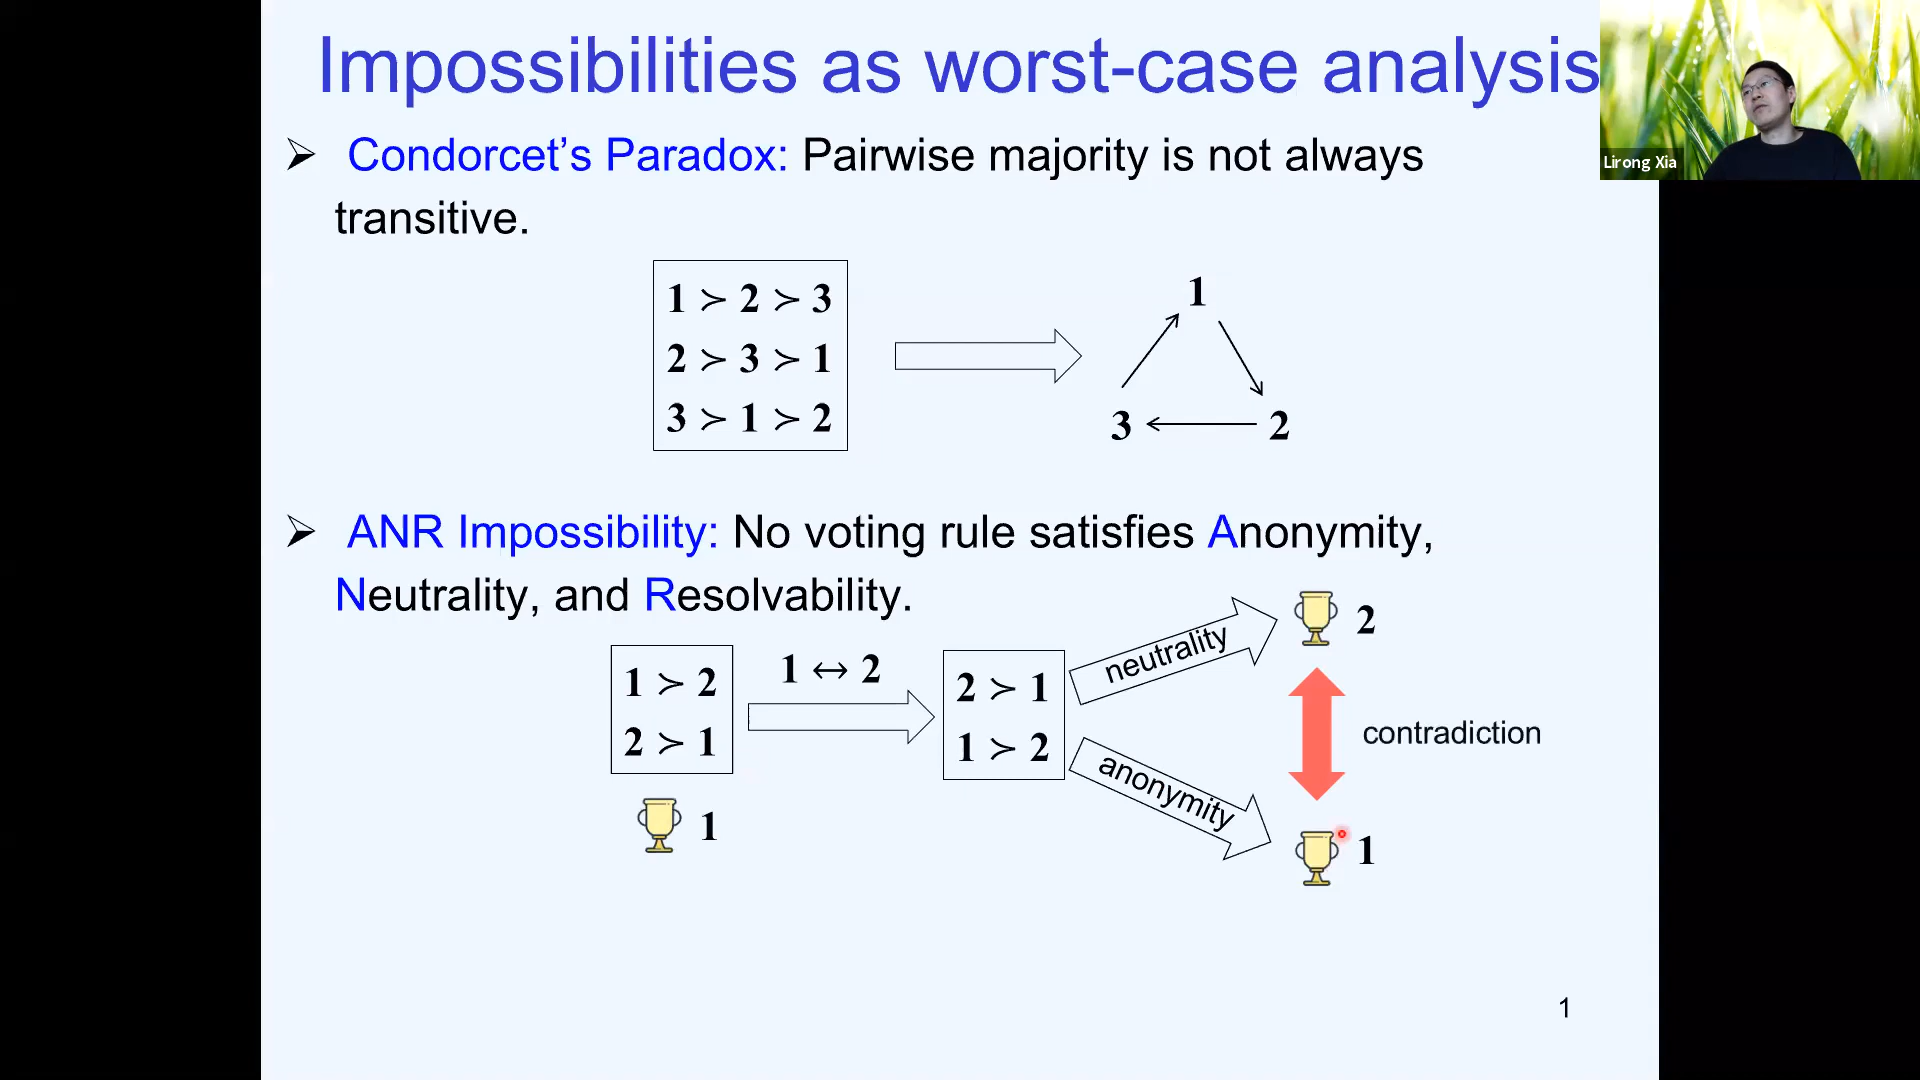 Impossibilities as worst-case analysis
Lirong Xia
➢ Condorcet’s Paradox: Pairwise majority is not always
transitive.
1 ≻ 2 ≻ 3
2 ≻ 3 ≻ 1
3 ≻ 1 ≻ 2
1
3
2
➢ ANR Impossibility: No voting rule satisfies Anonymity,
Neutrality, and Resolvability.
1 ≻ 2
2 ≻ 1
1
1 ↔ 2
2 ≻ 1
1 ≻ 2
neutrality
2
contradiction
anonymity
1
1